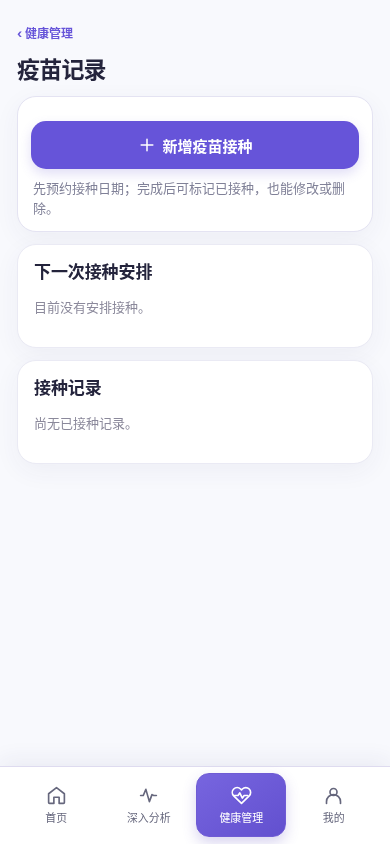 ‹ 健康管理
疫苗记录
新增疫苗接种
先预约接种日期；完成后可标记已接种，也能修改或删
除。
下一次接种安排
目前没有安排接种。
接种记录
尚无已接种记录。
首页
深入分析
健康管理
我的